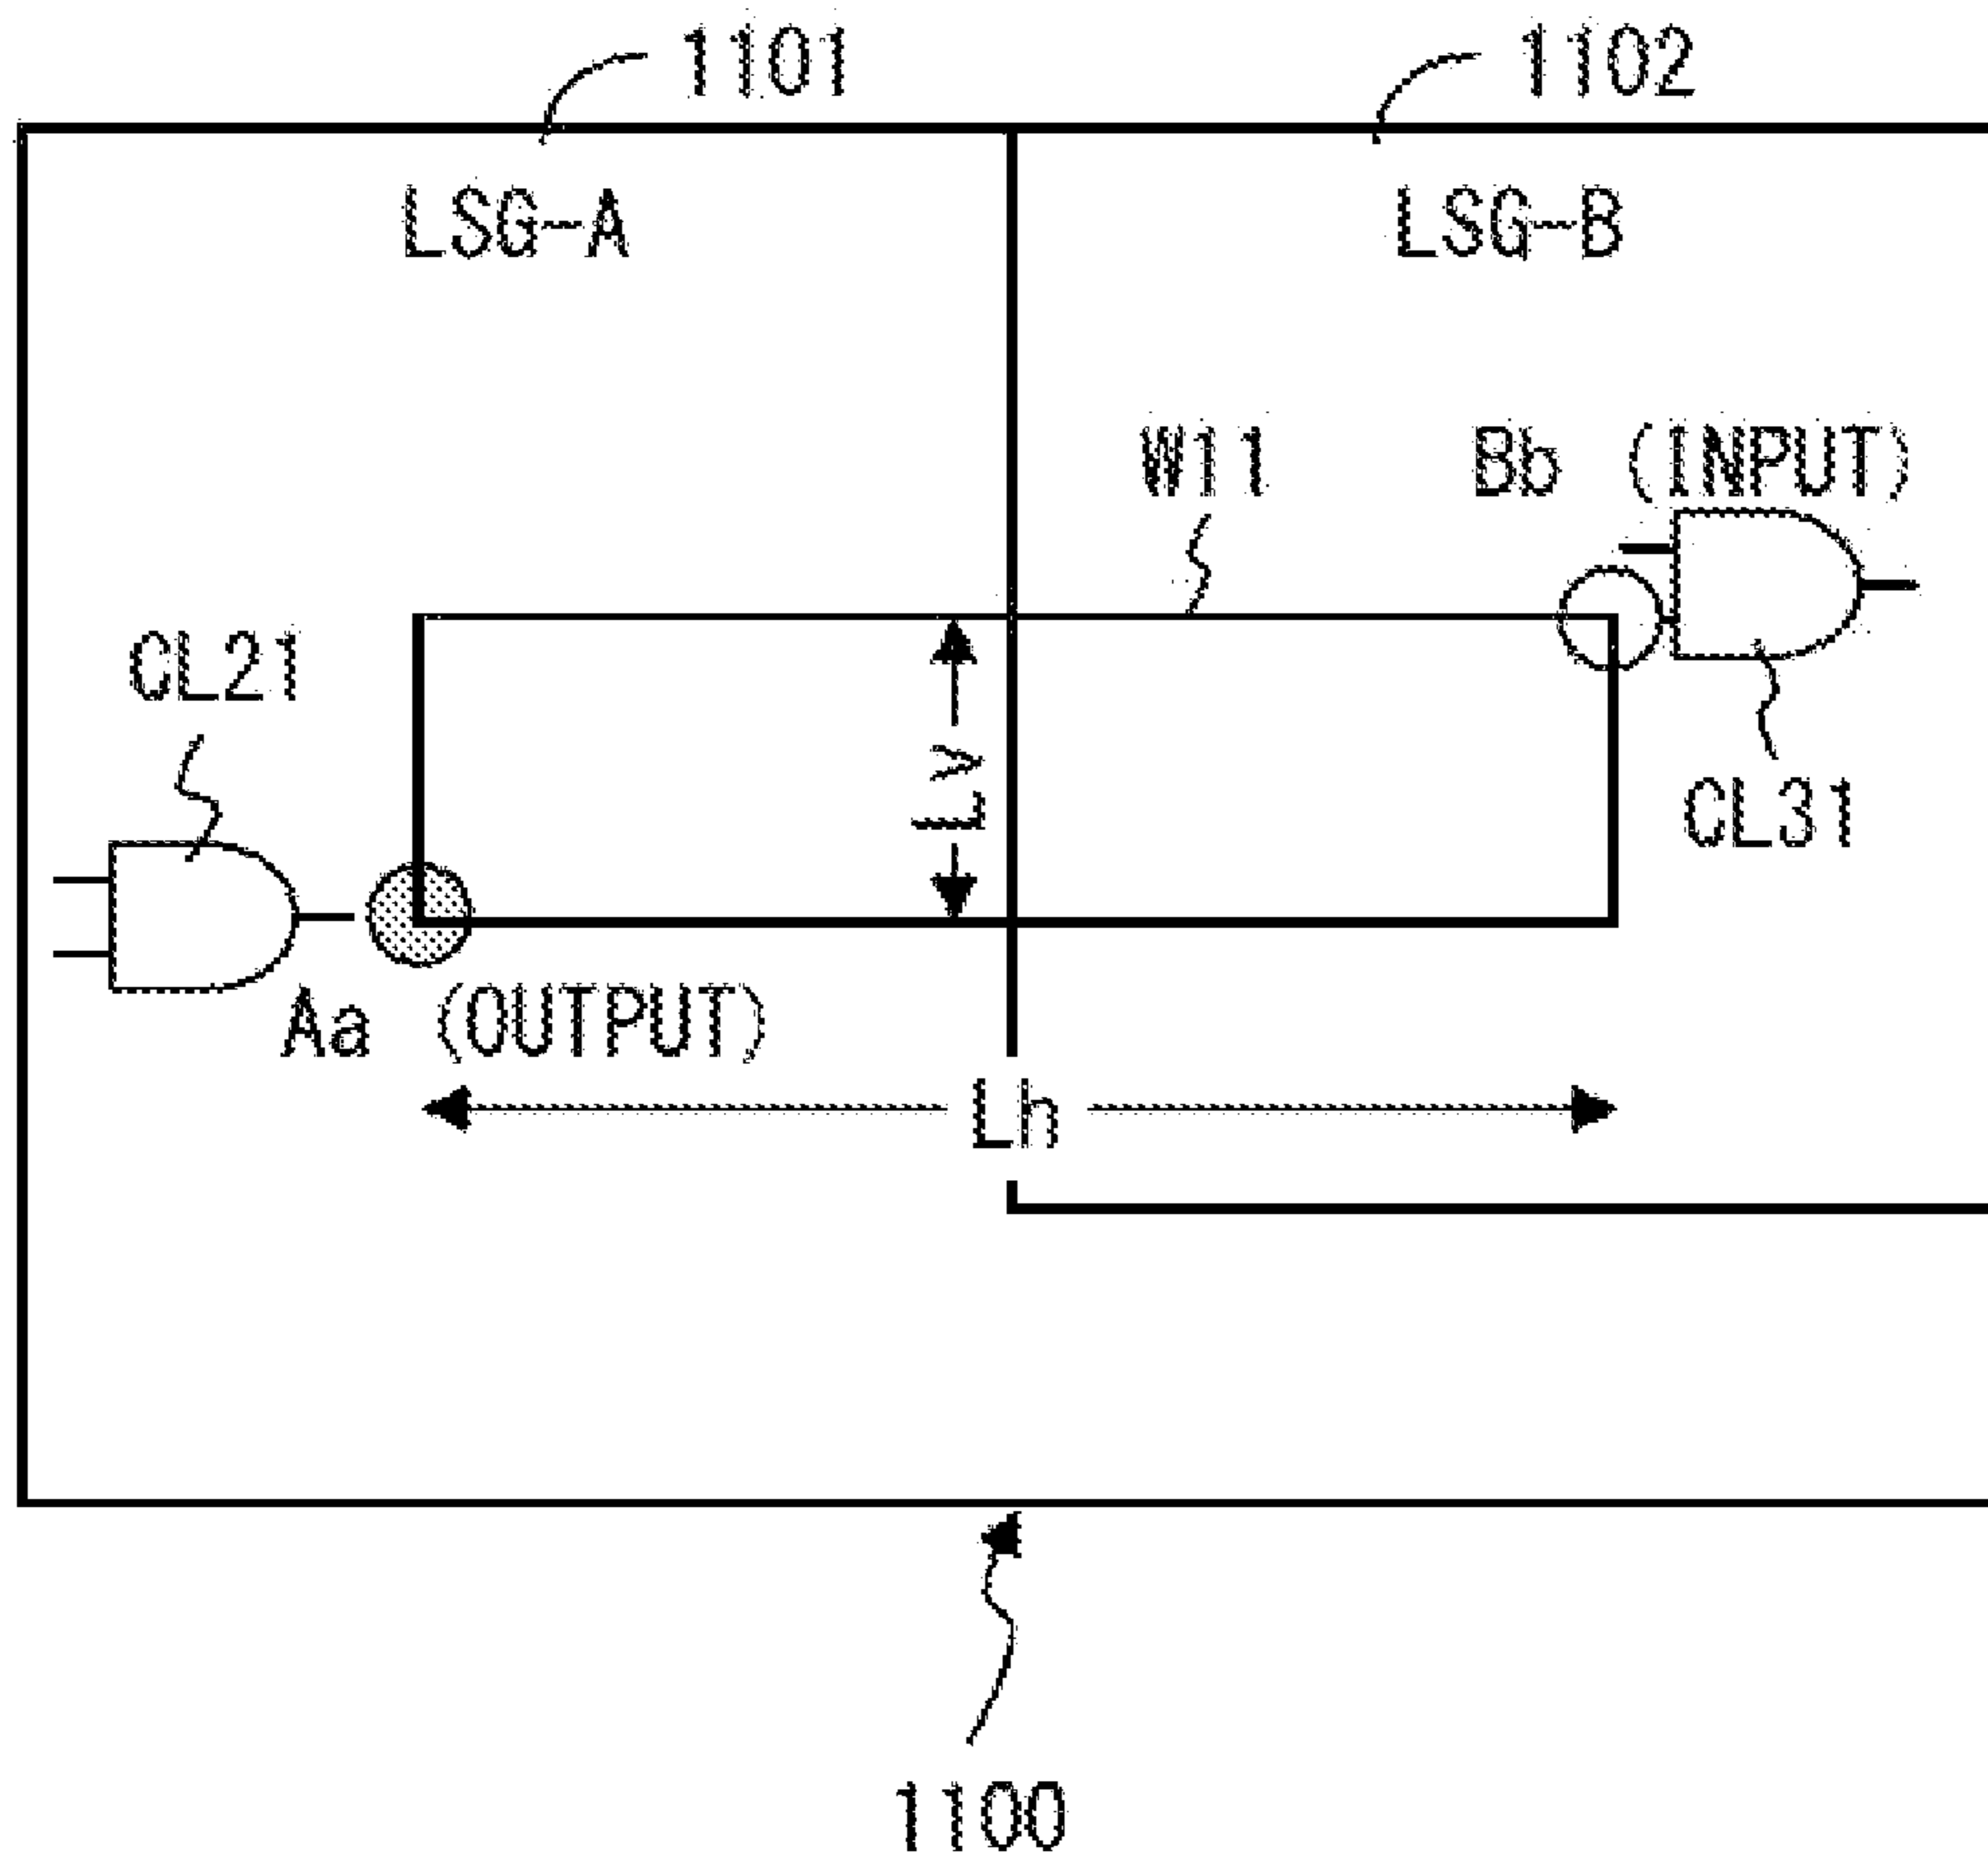 1101
1102
LSG-A
LSG-B
W11
Bb (INPUT)
CL21
Lv
CL31
Aa (OUTPUT)
Lh
1100